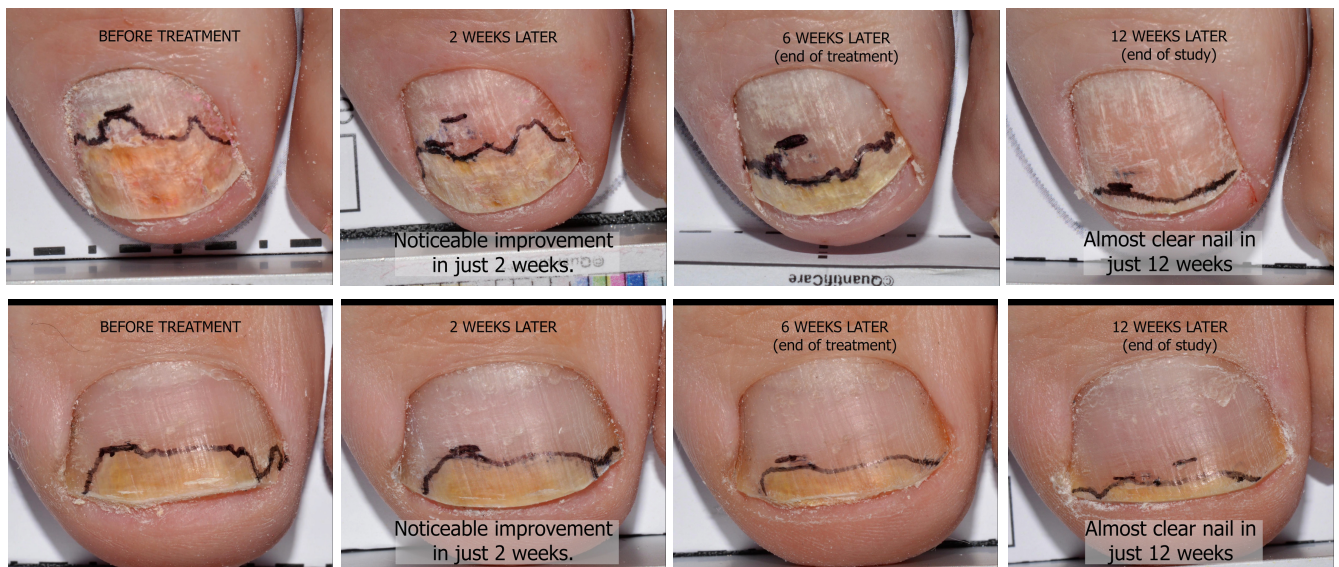 BEFORE TREATMENT
2 WEEKS LATER
6 WEEKS LATER
(end of treatment)
12 WEEKS LATER
(end of study)
Noticeable improvement
in just 2 weeks.
©QuantifiCare
©QuantifiCare
Almost clear nail in
just 12 weeks
BEFORE TREATMENT
2 WEEKS LATER
6 WEEKS LATER
(end of treatment)
12 WEEKS LATER
(end of study)
Noticeable improvement
in just 2 weeks.
Almost clear nail in
just 12 weeks